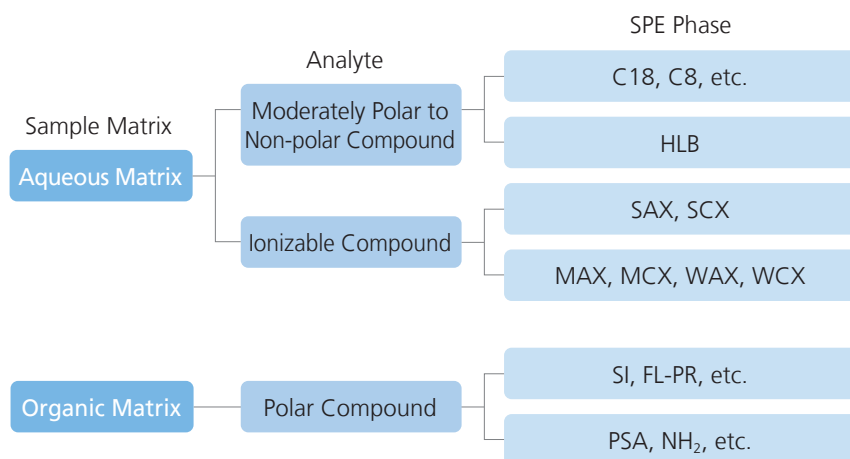 SPE Phase
Analyte
Sample Matrix
Aqueous Matrix
Moderately Polar to
Non-polar Compound
C18, C8, etc.
HLB
Ionizable Compound
SAX, SCX
MAX, MCX, WAX, WCX
Organic Matrix
Polar Compound
SI, FL-PR, etc.
PSA, NH₂, etc.